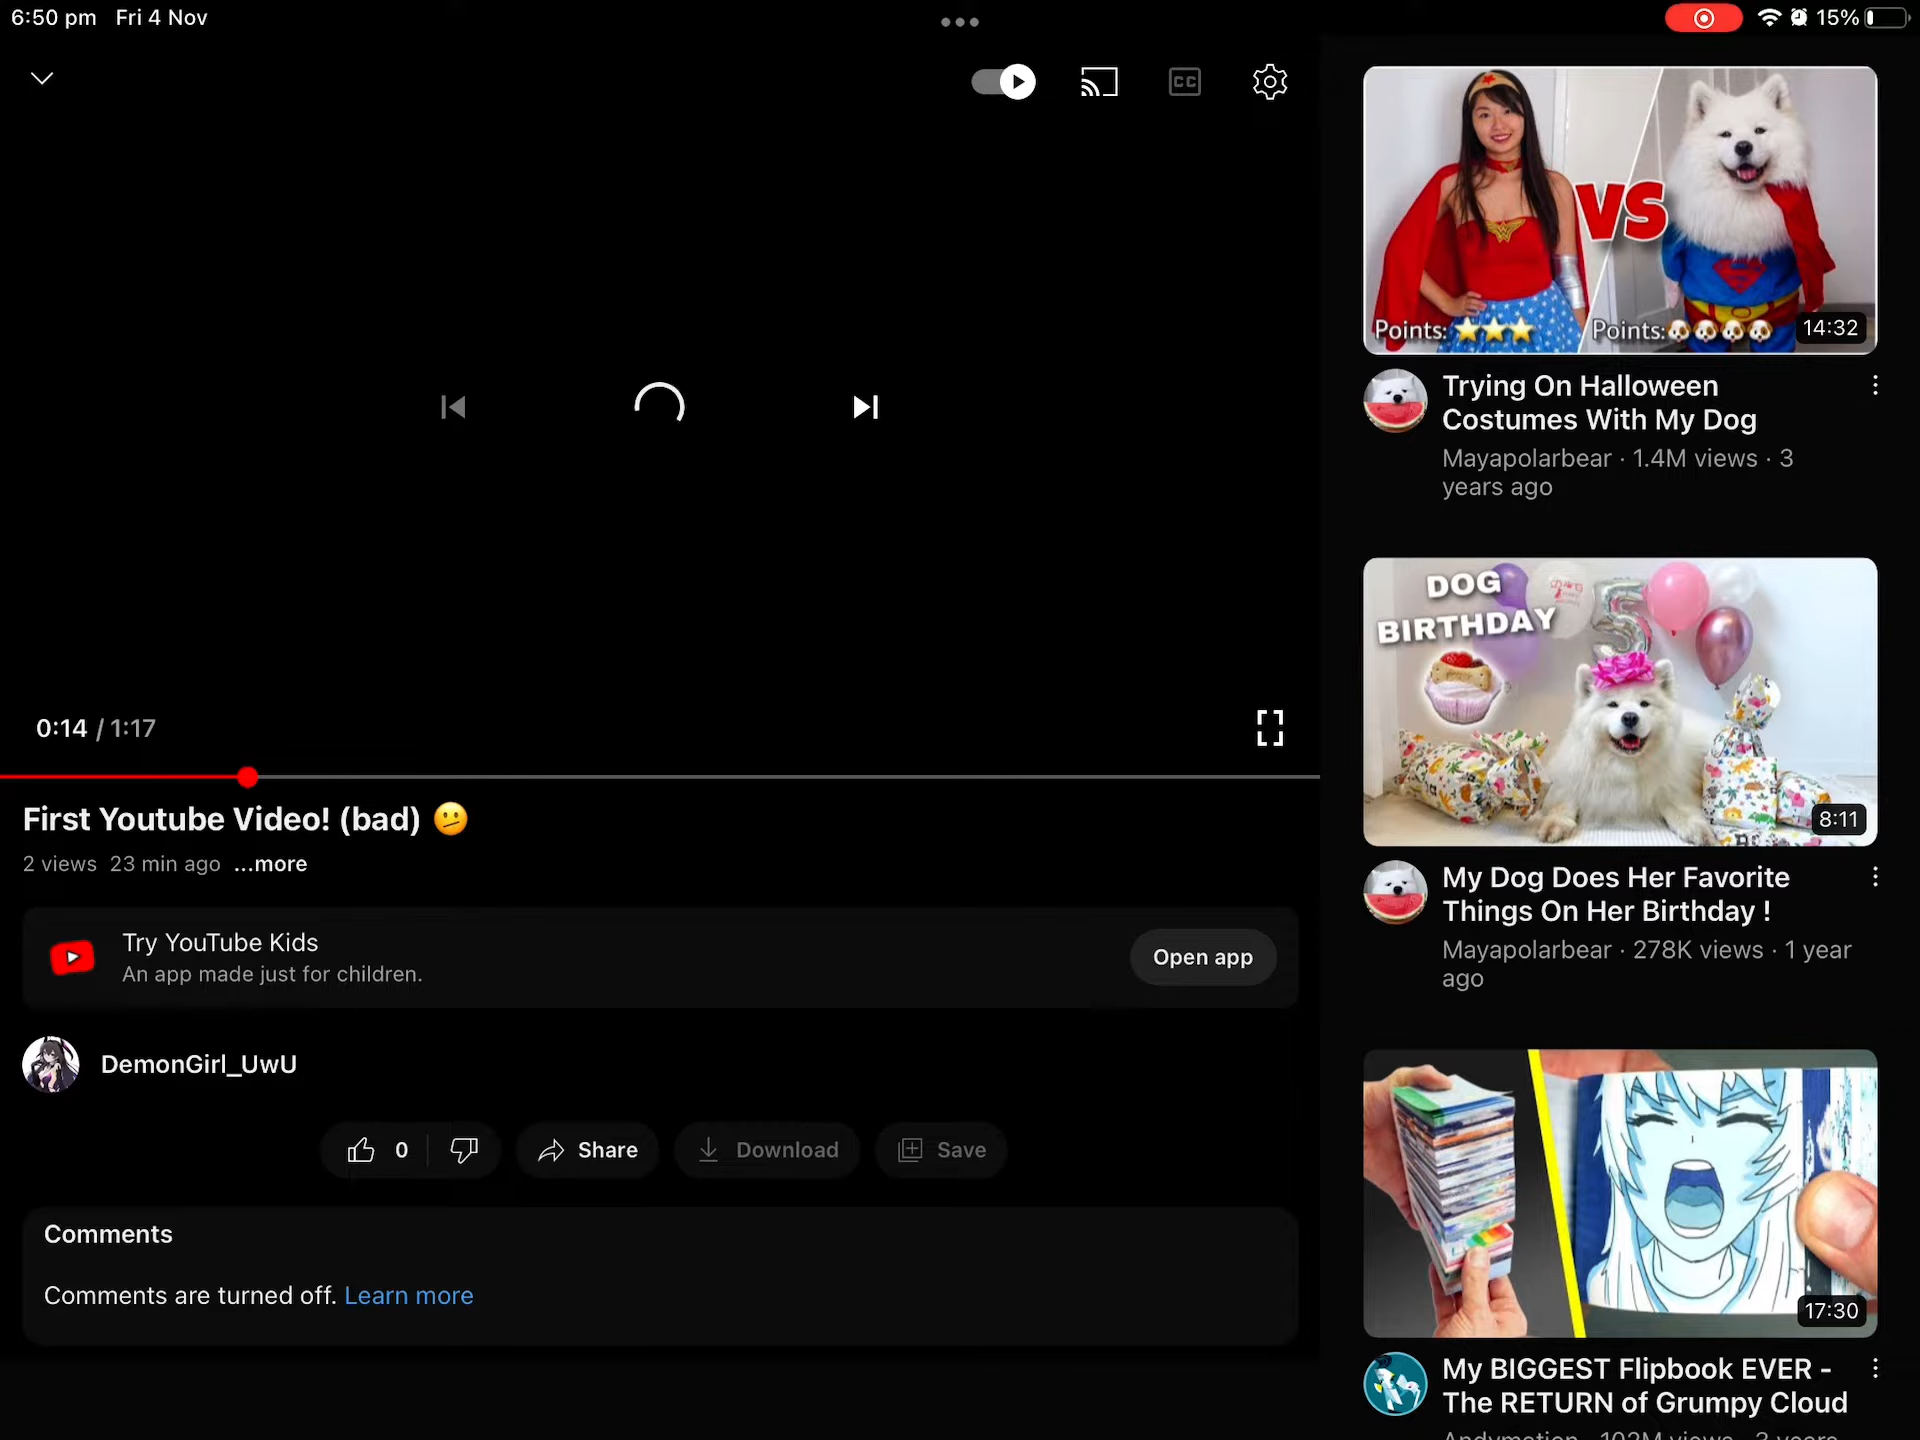 6:50 pm Fri 4 Nov
15%
CC
0:14 / 1:17
First Youtube Video! (bad) 😕
2 views 23 min ago ...more
Try YouTube Kids
An app made just for children.
Open app
DemonGirl_UwU
0
Share
Download
Save
Comments
Comments are turned off. Learn more
VS
Points: ⭐⭐⭐
Points:🐶🐶🐶🐶
14:32
Trying On Halloween
Costumes With My Dog
Mayapolarbear · 1.4M views · 3
years ago
DOG
BIRTHDAY
5
8:11
My Dog Does Her Favorite
Things On Her Birthday !
Mayapolarbear · 278K views · 1 year
ago
17:30
My BIGGEST Flipbook EVER -
The RETURN of Grumpy Cloud
Andymation · 102M views · 3 years